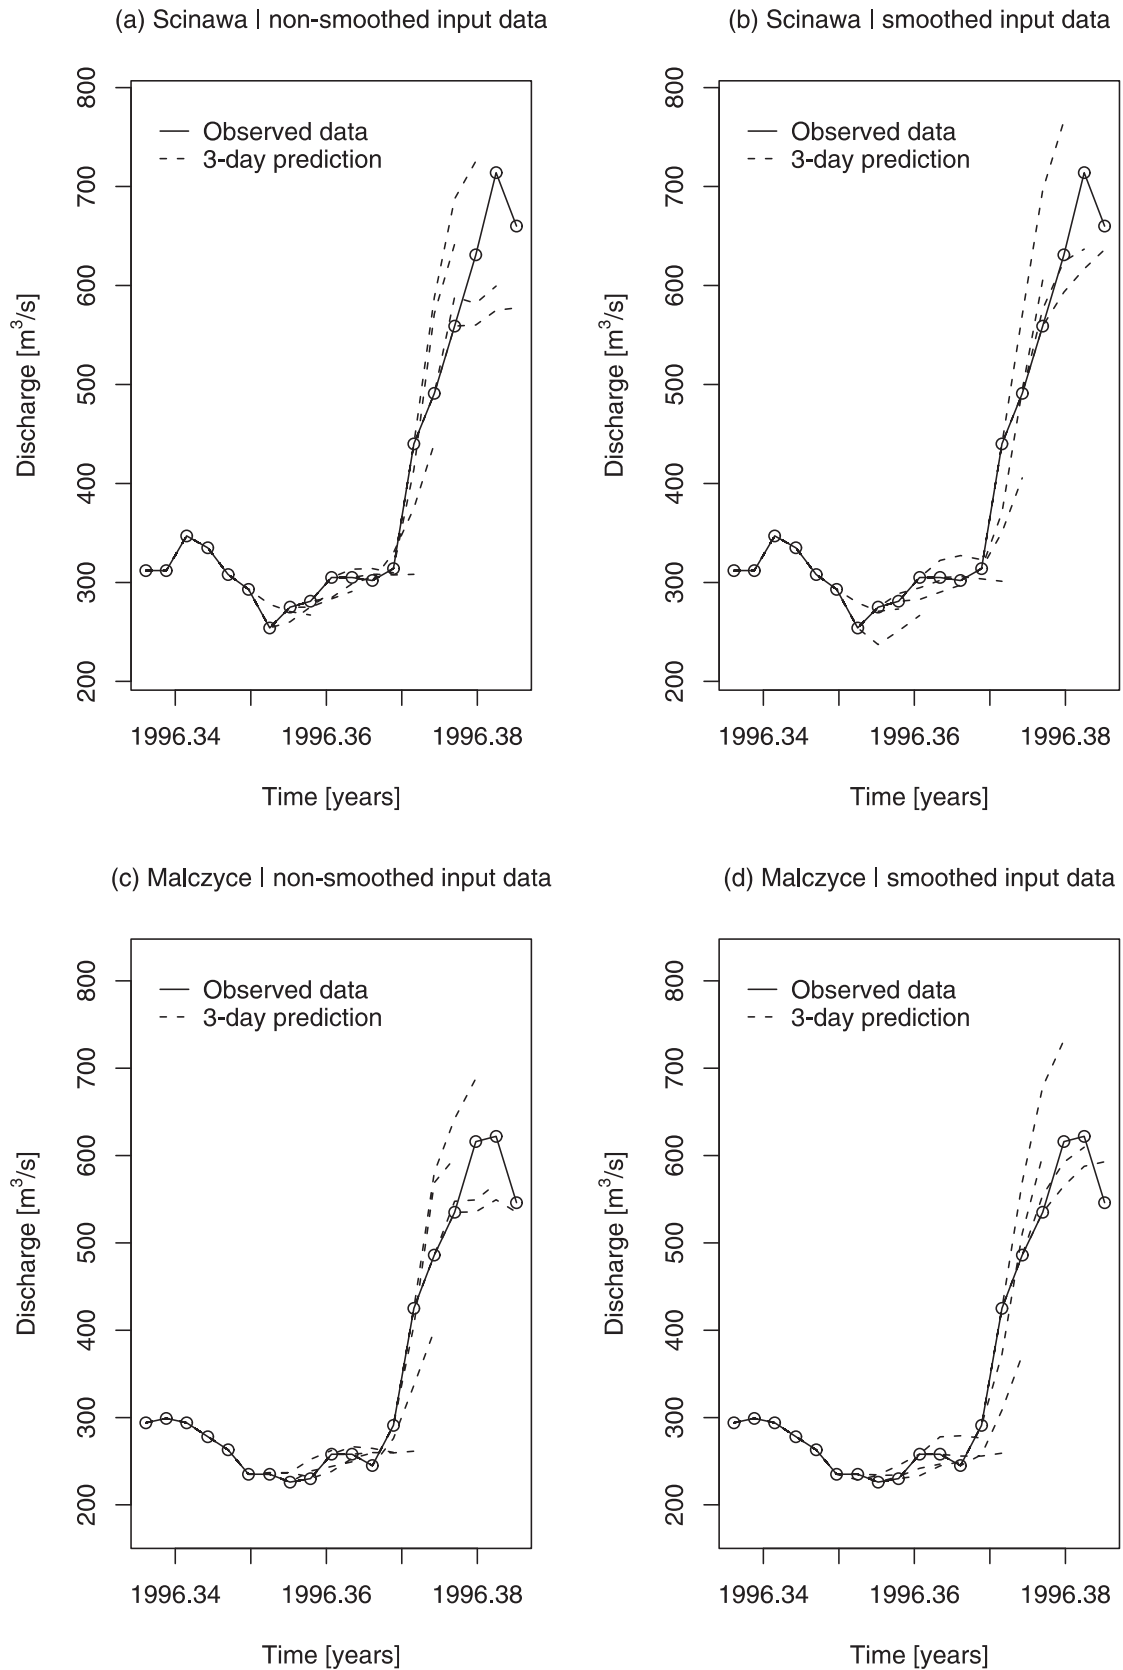 (a) Scinawa | non-smoothed input data
Discharge [m³/s]
800
700
600
500
400
300
200
Observed data
3-day prediction
1996.34 1996.36 1996.38
Time [years]
(b) Scinawa | smoothed input data
Discharge [m³/s]
800
700
600
500
400
300
200
Observed data
3-day prediction
1996.34 1996.36 1996.38
Time [years]
(c) Malczyce | non-smoothed input data
Discharge [m³/s]
800
700
600
500
400
300
200
Observed data
3-day prediction
1996.34 1996.36 1996.38
Time [years]
(d) Malczyce | smoothed input data
Discharge [m³/s]
800
700
600
500
400
300
200
Observed data
3-day prediction
1996.34 1996.36 1996.38
Time [years]